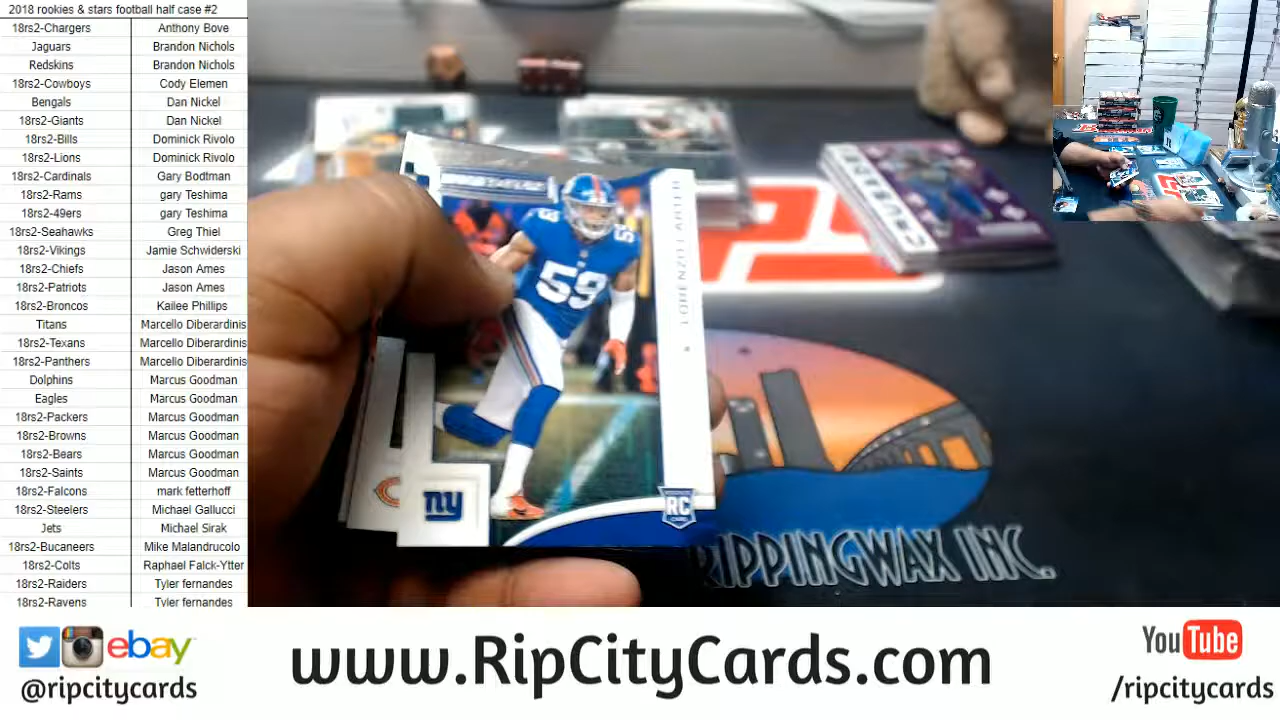 2018 rookies & stars football half case #2
18rs2-Chargers Anthony Bove
Jaguars Brandon Nichols
Redskins Brandon Nichols
18rs2-Cowboys Cody Elemen
Bengals Dan Nickel
18rs2-Giants Dan Nickel
18rs2-Bills Dominick Rivolo
18rs2-Lions Dominick Rivolo
18rs2-Cardinals Gary Bodtman
18rs2-Rams gary Teshima
18rs2-49ers gary Teshima
18rs2-Seahawks Greg Thiel
18rs2-Vikings Jamie Schwiderski
18rs2-Chiefs Jason Ames
18rs2-Patriots Jason Ames
18rs2-Broncos Kailee Phillips
Titans Marcello Diberardinis
18rs2-Texans Marcello Diberardinis
18rs2-Panthers Marcello Diberardinis
Dolphins Marcus Goodman
Eagles Marcus Goodman
18rs2-Packers Marcus Goodman
18rs2-Browns Marcus Goodman
18rs2-Bears Marcus Goodman
18rs2-Saints Marcus Goodman
18rs2-Falcons mark fetterhoff
18rs2-Steelers Michael Gallucci
Jets Michael Sirak
18rs2-Bucaneers Mike Malandrucolo
18rs2-Colts Raphael Falck-Ytter
18rs2-Raiders Tyler fernandes
18rs2-Ravens Tyler fernandes
LORENZO CARTER
59
59
ny
RC
CARD
CRUSADE
RIPPINGWAX INC.
ebay
@ripcitycards
www.RipCityCards.com
YouTube
/ripcitycards